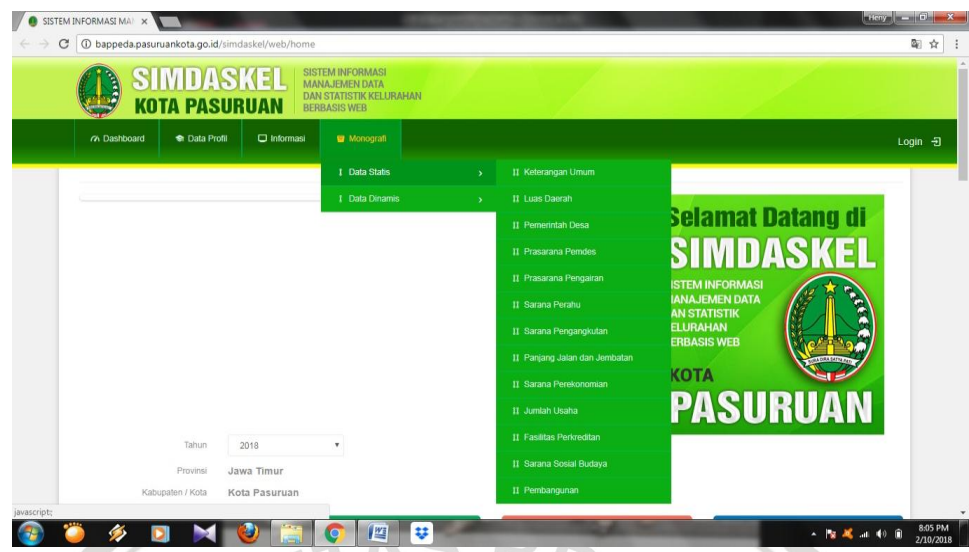 SISTEM INFORMASI MAN
Heny
bappeda.pasuruankota.go.id/simdaskel/web/home
SIMDASKEL
KOTA PASURUAN
SISTEM INFORMASI
MANAJEMEN DATA
DAN STATISTIK KELURAHAN
BERBASIS WEB
Dashboard
Data Profil
Informasi
Monografi
Login
I Data Statis
I Data Dinamis
II Keterangan Umum
II Luas Daerah
II Pemerintah Desa
II Prasarana Pemdes
II Prasarana Pengairan
II Sarana Perahu
II Sarana Pengangkutan
II Panjang Jalan dan Jembatan
II Sarana Perekonomian
II Jumlah Usaha
II Fasilitas Perkreditan
II Sarana Sosial Budaya
II Pembangunan
Selamat Datang di
SIMDASKEL
ISTEM INFORMASI
ANAJEMEN DATA
AN STATISTIK
ELURAHAN
ERBASIS WEB
KOTA
PASURUAN
Tahun 2018
Provinsi Jawa Timur
Kabupaten / Kota Kota Pasuruan
javascript:;
8:05 PM
2/10/2018